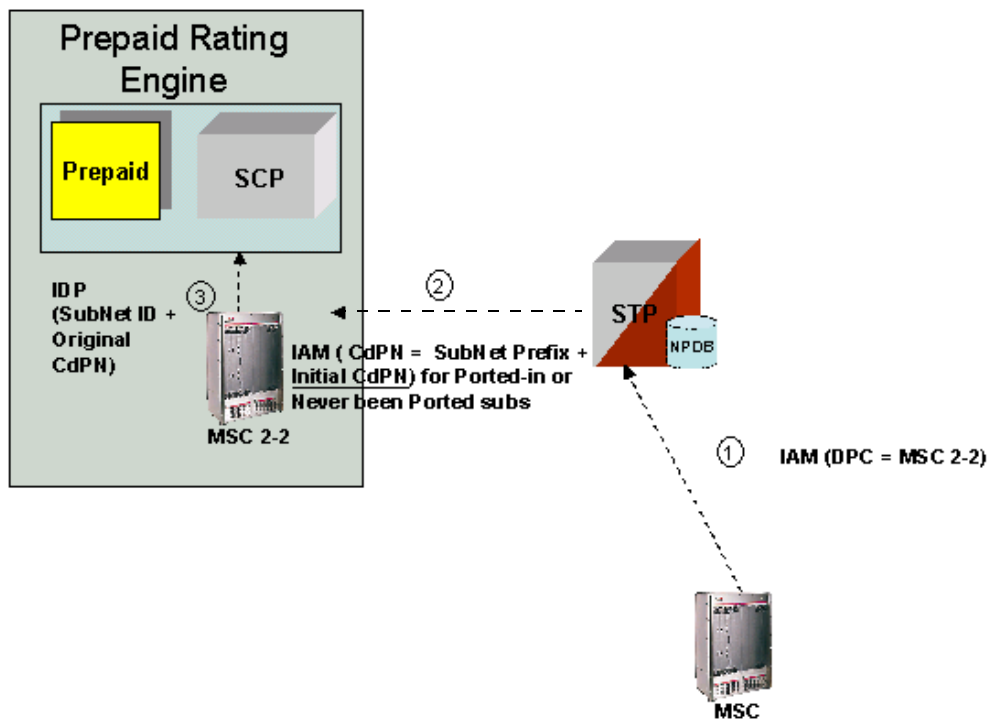 Prepaid Rating
Engine
Prepaid
SCP
IDP
(SubNet ID +
Original
CdPN)
3
MSC 2-2
2
IAM ( CdPN = SubNet Prefix +
Initial CdPN) for Ported-in or
Never been Ported subs
STP
NPDB
1
IAM (DPC = MSC 2-2)
MSC